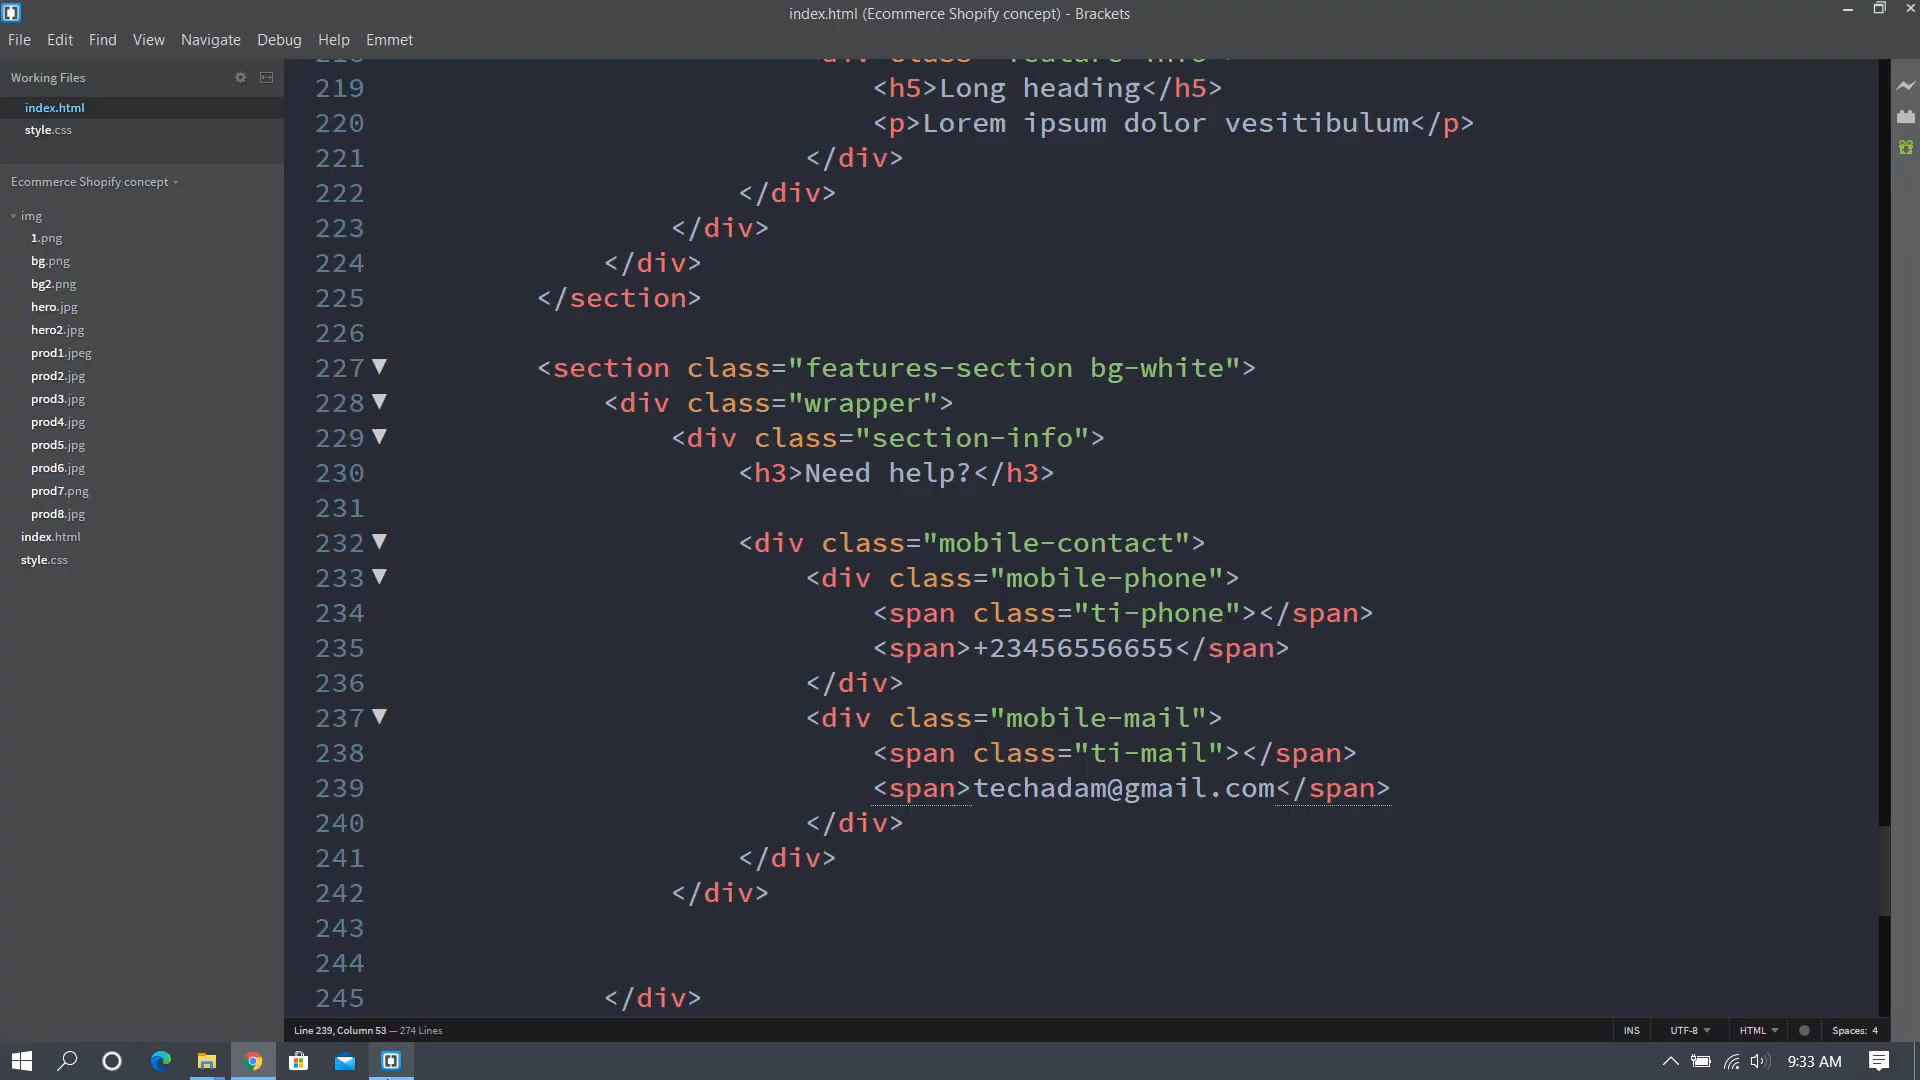 index.html (Ecommerce Shopify concept) - Brackets
File Edit Find View Navigate Debug Help Emmet
Working Files
index.html
style.css
Ecommerce Shopify concept
img
1.png
bg.png
bg2.png
hero.jpg
hero2.jpg
prod1.jpeg
prod2.jpg
prod3.jpg
prod4.jpg
prod5.jpg
prod6.jpg
prod7.png
prod8.jpg
index.html
style.css
219 <h5>Long heading</h5>
220 <p>Lorem ipsum dolor vesitibulum</p>
221 </div>
222 </div>
223 </div>
224 </div>
225 </section>
226
227 <section class="features-section bg-white">
228 <div class="wrapper">
229 <div class="section-info">
230 <h3>Need help?</h3>
231
232 <div class="mobile-contact">
233 <div class="mobile-phone">
234 <span class="ti-phone"></span>
235 <span>+23456556655</span>
236 </div>
237 <div class="mobile-mail">
238 <span class="ti-mail"></span>
239 <span>techadam@gmail.com</span>
240 </div>
241 </div>
242 </div>
243
244
245 </div>
Line 239, Column 53 — 274 Lines
INS UTF-8 HTML Spaces: 4
9:33 AM